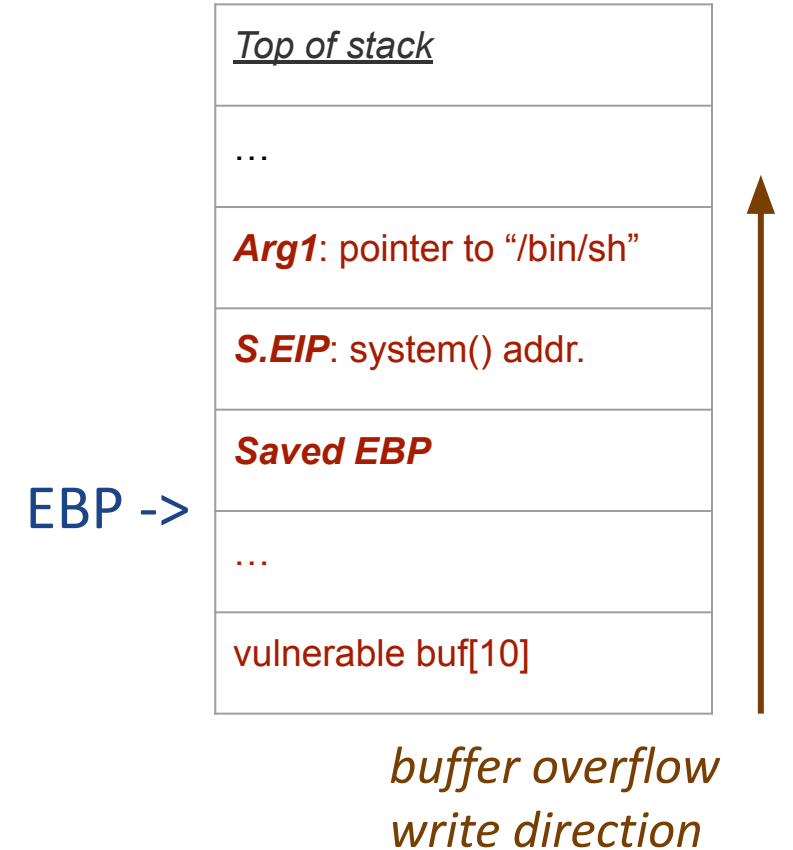 Top of stack
…
Arg1: pointer to “/bin/sh”
S.EIP: system() addr.
Saved EBP
EBP ->
…
vulnerable buf[10]
buffer overflow
write direction